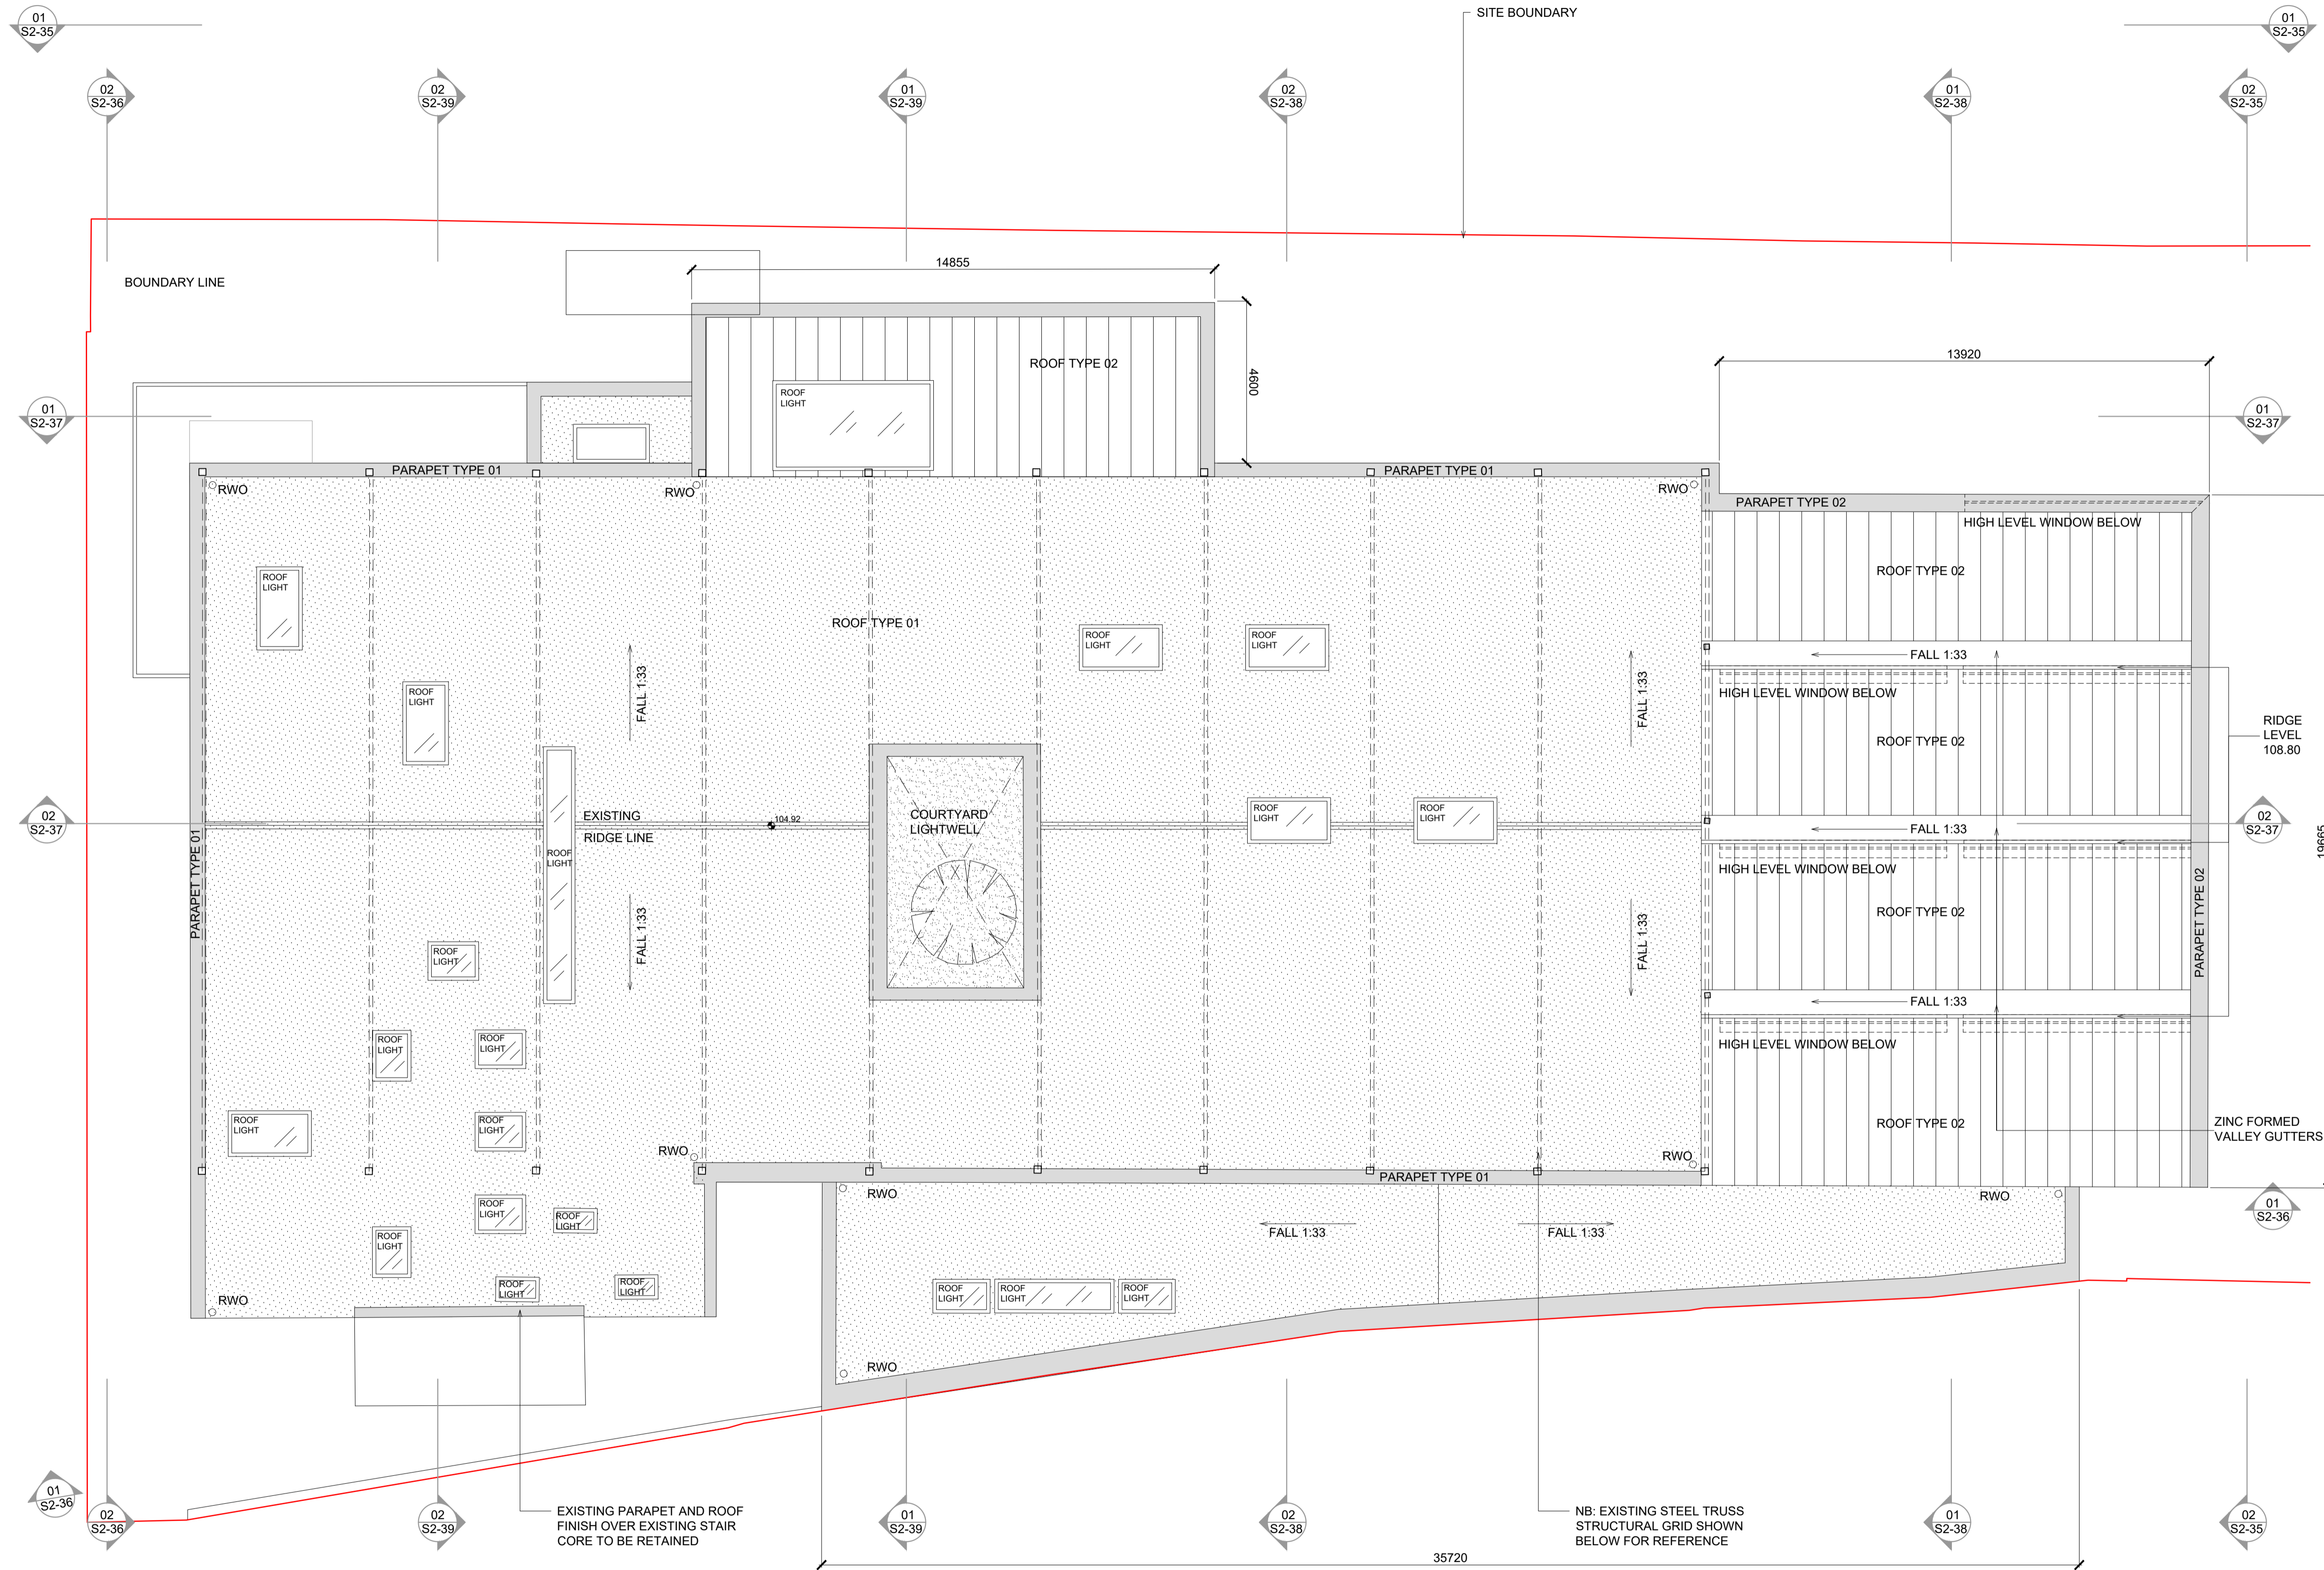 01
S2-35
SITE BOUNDARY
01
S2-35
02
S2-36
02
S2-39
01
S2-39
02
S2-38
01
S2-38
02
S2-35
14855
BOUNDARY LINE
13920
ROOF TYPE 02
4600
ROOF
LIGHT
01
S2-37
01
S2-37
PARAPET TYPE 01
PARAPET TYPE 01
RWO
RWO
RWO
PARAPET TYPE 02
HIGH LEVEL WINDOW BELOW
ROOF TYPE 02
ROOF
LIGHT
ROOF TYPE 01
ROOF
LIGHT
ROOF
LIGHT
FALL 1:33
FALL 1:33
FALL 1:33
HIGH LEVEL WINDOW BELOW
ROOF
LIGHT
ROOF TYPE 02
RIDGE
LEVEL
108.80
ROOF
LIGHT
ROOF
LIGHT
EXISTING
RIDGE LINE
104.92
COURTYARD
LIGHTWELL
FALL 1:33
02
S2-37
02
S2-37
19665
ROOF
LIGHT
HIGH LEVEL WINDOW BELOW
PARAPET TYPE 01
ROOF TYPE 02
PARAPET TYPE 02
FALL 1:33
FALL 1:33
ROOF
LIGHT
FALL 1:33
ROOF
LIGHT
ROOF
LIGHT
HIGH LEVEL WINDOW BELOW
ROOF
LIGHT
ROOF
LIGHT
ROOF TYPE 02
ZINC FORMED
VALLEY GUTTERS
RWO
RWO
PARAPET TYPE 01
RWO
RWO
ROOF
LIGHT
ROOF
LIGHT
ROOF
LIGHT
FALL 1:33
FALL 1:33
01
S2-36
ROOF
LIGHT
ROOF
LIGHT
ROOF
LIGHT
ROOF
LIGHT
ROOF
LIGHT
RWO
RWO
01
S2-36
02
S2-36
02
S2-39
EXISTING PARAPET AND ROOF
FINISH OVER EXISTING STAIR
CORE TO BE RETAINED
01
S2-39
02
S2-38
NB: EXISTING STEEL TRUSS
STRUCTURAL GRID SHOWN
BELOW FOR REFERENCE
01
S2-38
02
S2-35
35720